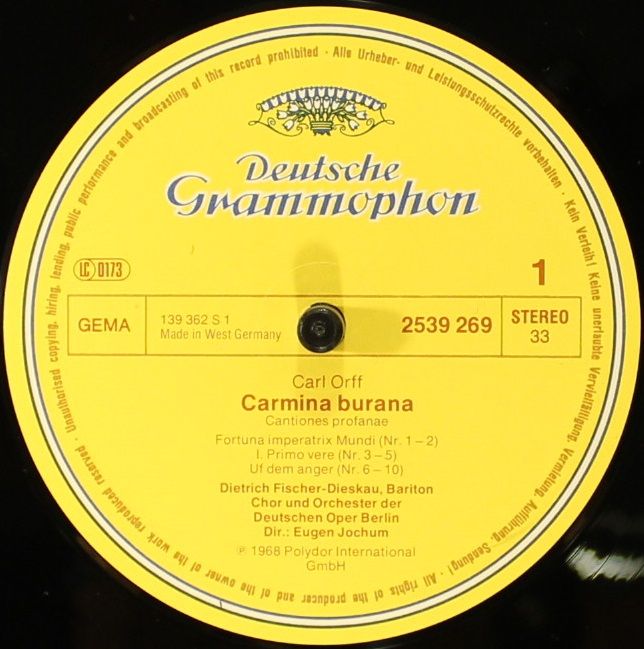 Unauthorised copying, hiring, lending, public performance and broadcasting of this record prohibited · Alle Urheber- und Leistungsschutzrechte vorbehalten · Kein Verleih! Keine unerlaubte Vervielfältigung, Vermietung, Aufführung, Sendung! · All rights of the producer and of the owner of the work reproduced reserved ·
Deutsche
Grammophon
LC 0173
1
GEMA
139 362 S 1
Made in West Germany
2539 269
STEREO
33
Carl Orff
Carmina burana
Cantiones profanae
Fortuna imperatrix Mundi (Nr. 1–2)
I. Primo vere (Nr. 3–5)
Uf dem anger (Nr. 6–10)
Dietrich Fischer-Dieskau, Bariton
Chor und Orchester der
Deutschen Oper Berlin
Dir.: Eugen Jochum
℗ 1968 Polydor International
GmbH